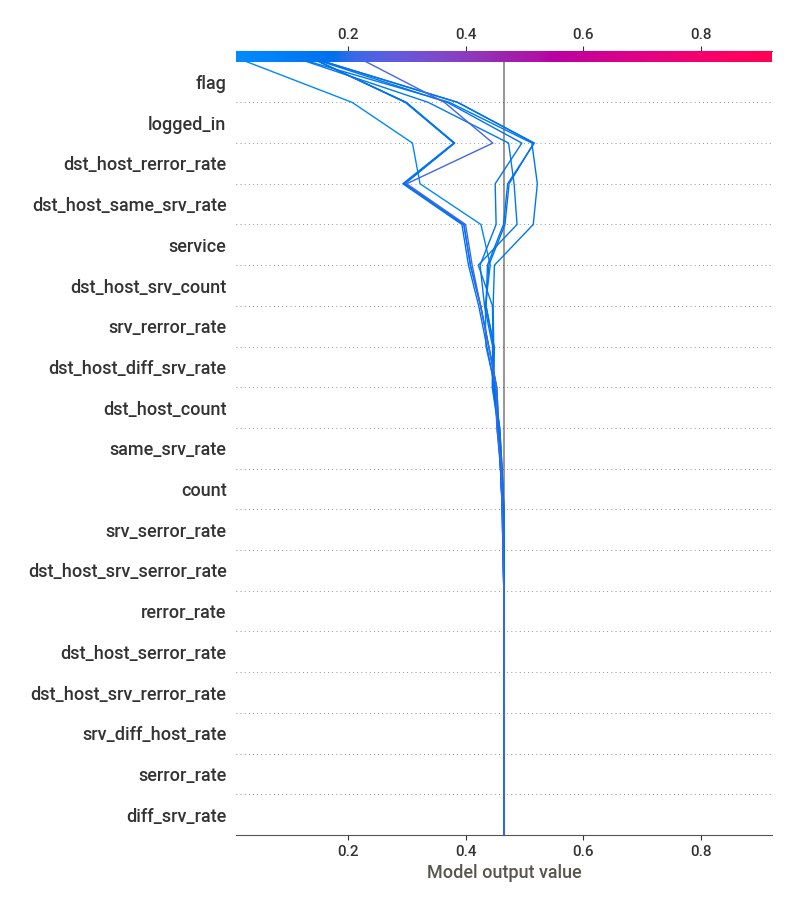 0.2 0.4 0.6 0.8
flag
logged_in
dst_host_rerror_rate
dst_host_same_srv_rate
service
dst_host_srv_count
srv_rerror_rate
dst_host_diff_srv_rate
dst_host_count
same_srv_rate
count
srv_serror_rate
dst_host_srv_serror_rate
rerror_rate
dst_host_serror_rate
dst_host_srv_rerror_rate
srv_diff_host_rate
serror_rate
diff_srv_rate
0.2 0.4 0.6 0.8
Model output value